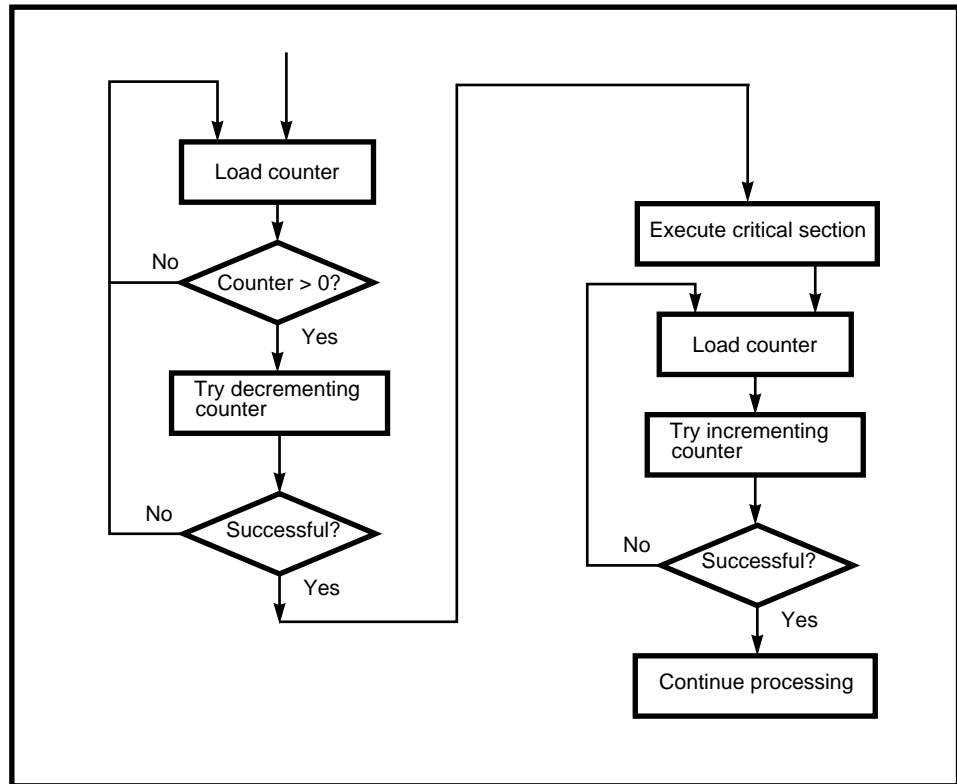 Load counter
No
Counter > 0?
Yes
Try decrementing
counter
No
Successful?
Yes
Execute critical section
Load counter
Try incrementing
counter
No
Successful?
Yes
Continue processing